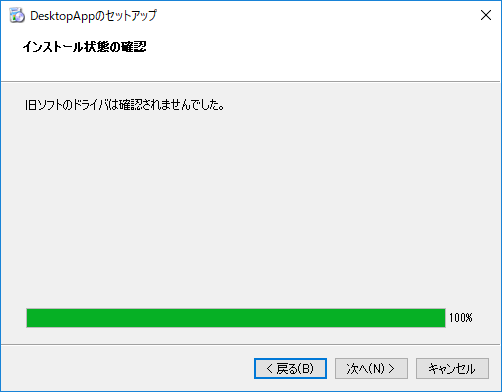 DesktopAppのセットアップ
インストール状態の確認
旧ソフトのドライバは確認されませんでした。
100%
< 戻る(B)
次へ(N) >
キャンセル